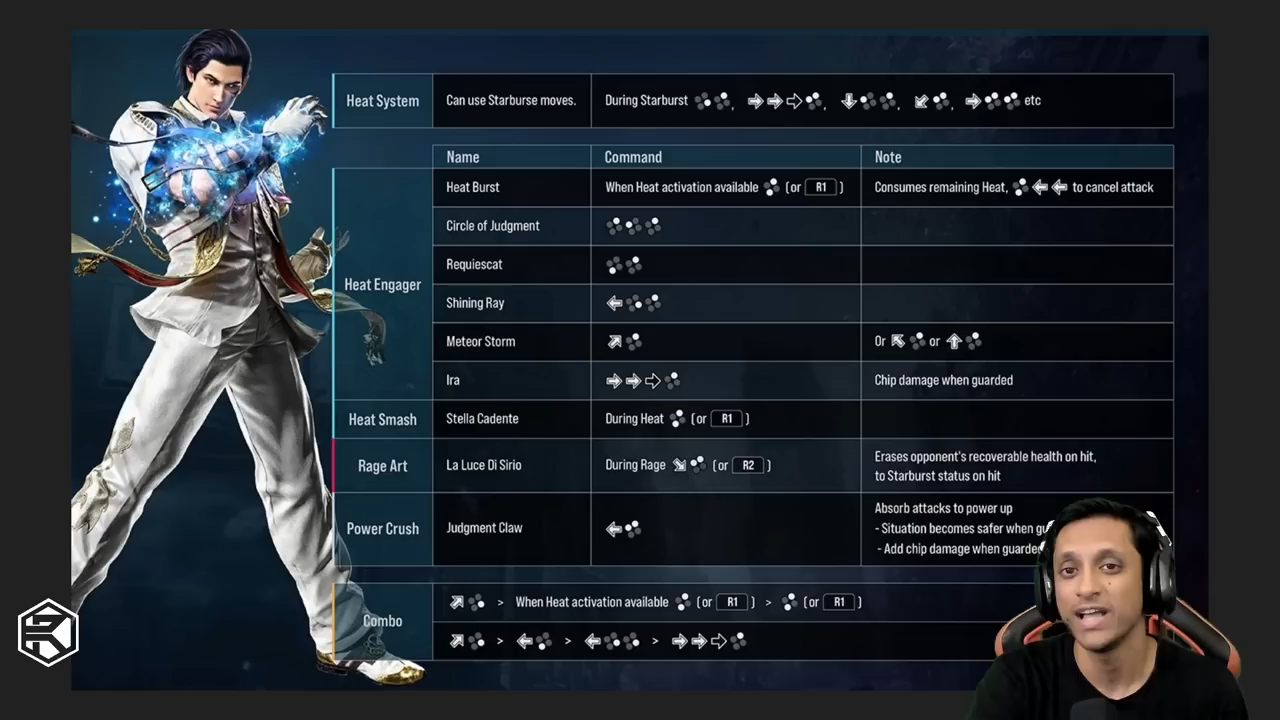 Heat System
Can use Starburse moves.
During Starburst , , , , etc
Name Command Note
Heat Engager
Heat Burst
When Heat activation available (or R1 )
Consumes remaining Heat, to cancel attack
Circle of Judgment
Requiescat
Shining Ray
Meteor Storm
Or or
Ira
Chip damage when guarded
Heat Smash
Stella Cadente
During Heat (or R1 )
Rage Art
La Luce Di Sirio
During Rage (or R2 )
Erases opponent's recoverable health on hit,
to Starburst status on hit
Power Crush
Judgment Claw
Absorb attacks to power up
- Situation becomes safer when
- Add chip damage when guarded
Combo
> When Heat activation available (or R1 ) > (or R1 )
> > >